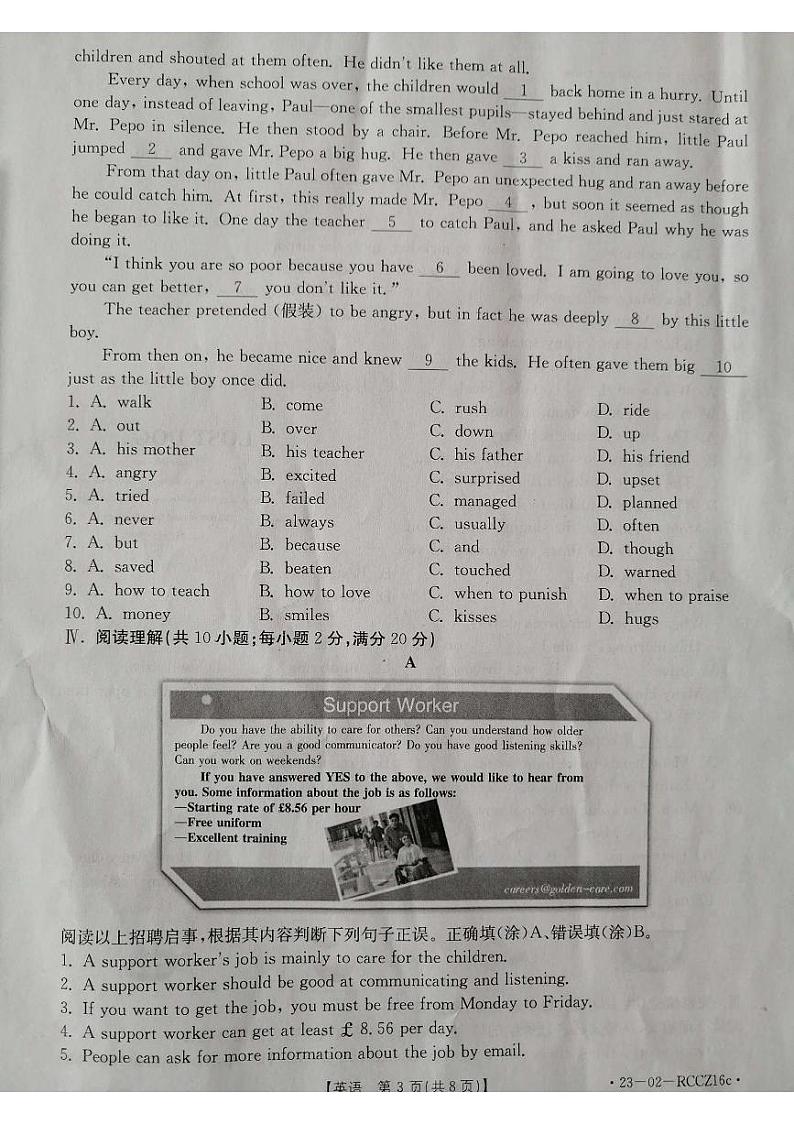 children and shouted at them often. He didn't like them at all.
Every day, when school was over, the children would 1 back home in a hurry. Until
one day, instead of leaving, Paul—one of the smallest pupils—stayed behind and just stared at
Mr. Pepo in silence. He then stood by a chair. Before Mr. Pepo reached him, little Paul
jumped 2 and gave Mr. Pepo a big hug. He then gave 3 a kiss and ran away.
From that day on, little Paul often gave Mr. Pepo an unexpected hug and ran away before
he could catch him. At first, this really made Mr. Pepo 4 , but soon it seemed as though
he began to like it. One day the teacher 5 to catch Paul, and he asked Paul why he was
doing it.
"I think you are so poor because you have 6 been loved. I am going to love you, so
you can get better, 7 you don't like it."
The teacher pretended (假装) to be angry, but in fact he was deeply 8 by this little
boy.
From then on, he became nice and knew 9 the kids. He often gave them big 10
just as the little boy once did.
1. A. walk B. come C. rush D. ride
2. A. out B. over C. down D. up
3. A. his mother B. his teacher C. his father D. his friend
4. A. angry B. excited C. surprised D. upset
5. A. tried B. failed C. managed D. planned
6. A. never B. always C. usually D. often
7. A. but B. because C. and D. though
8. A. saved B. beaten C. touched D. warned
9. A. how to teach B. how to love C. when to punish D. when to praise
10. A. money B. smiles C. kisses D. hugs
Ⅳ. 阅读理解(共10小题;每小题2分,满分20分)
A
Support Worker
Do you have the ability to care for others? Can you understand how older
people feel? Are you a good communicator? Do you have good listening skills?
Can you work on weekends?
If you have answered YES to the above, we would like to hear from
you. Some information about the job is as follows:
—Starting rate of £8.56 per hour
—Free uniform
—Excellent training
careers@golden-care.com
阅读以上招聘启事,根据其内容判断下列句子正误。正确填(涂)A、错误填(涂)B。
1. A support worker's job is mainly to care for the children.
2. A support worker should be good at communicating and listening.
3. If you want to get the job, you must be free from Monday to Friday.
4. A support worker can get at least £ 8.56 per day.
5. People can ask for more information about the job by email.
【英语 第3页(共8页)】
·23-02-RCCZ16c·